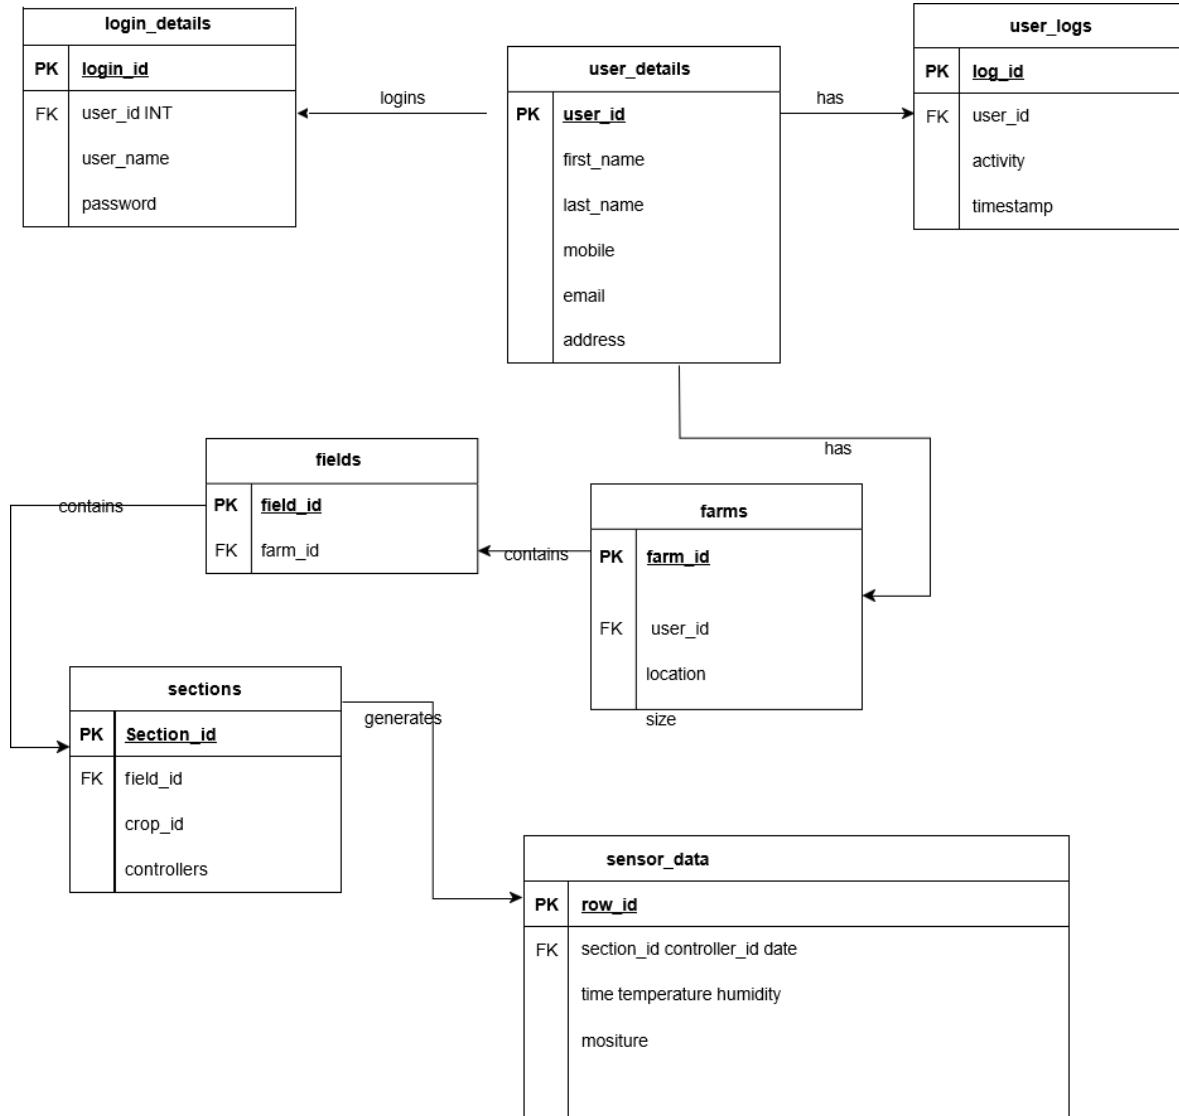 login_details
PK login_id
FK user_id INT
user_name
password
logins
user_details
PK user_id
first_name
last_name
mobile
email
address
has
user_logs
PK log_id
FK user_id
activity
timestamp
has
fields
PK field_id
FK farm_id
contains
contains
farms
PK farm_id
FK user_id
location
size
sections
PK Section_id
FK field_id
crop_id
controllers
generates
sensor_data
PK row_id
FK section_id controller_id date
time temperature humidity
mositure